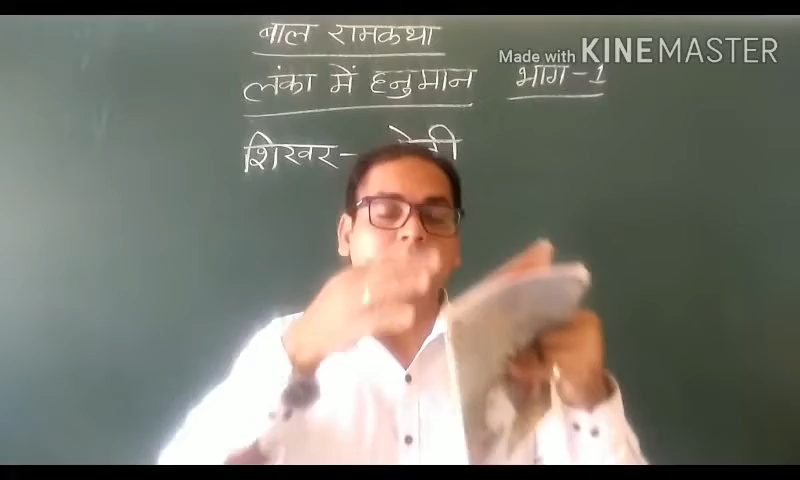 बाल रामकथा
Made with KINEMASTER
लंका में हनुमान भाग-1
शिखर-